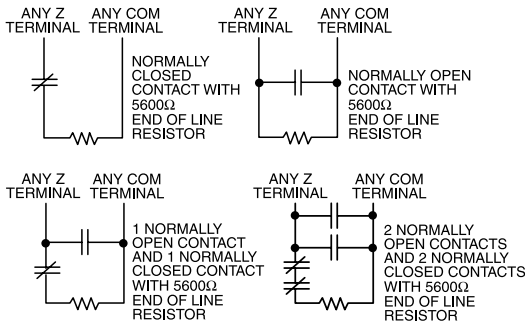 ANY Z TERMINAL
ANY COM TERMINAL
NORMALLY
CLOSED
CONTACT WITH
5600Ω
END OF LINE
RESISTOR
ANY Z TERMINAL
ANY COM TERMINAL
NORMALLY OPEN
CONTACT WITH
5600Ω
END OF LINE
RESISTOR
ANY Z TERMINAL
ANY COM TERMINAL
1 NORMALLY
OPEN CONTACT
AND 1 NORMALLY
CLOSED CONTACT
WITH 5600Ω
END OF LINE
RESISTOR
ANY Z TERMINAL
ANY COM TERMINAL
2 NORMALLY
OPEN CONTACTS
AND 2 NORMALLY
CLOSED CONTACTS
WITH 5600Ω
END OF LINE
RESISTOR